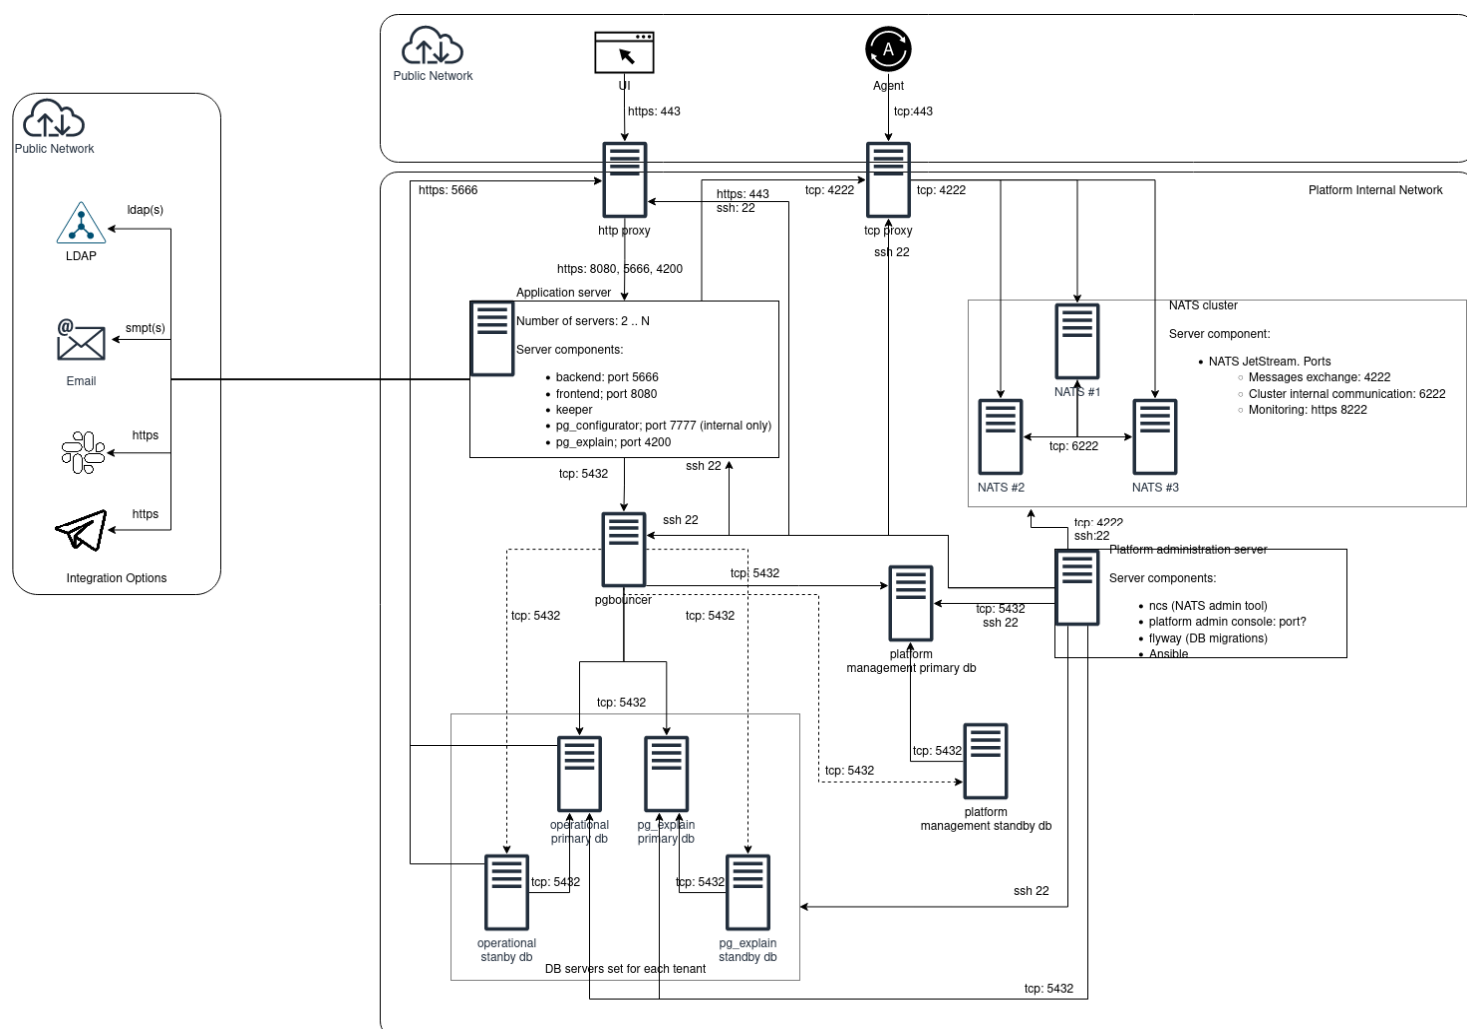 Public Network
UI
Agent
https: 443
tcp:443
Public Network
https: 5666
https: 443
ssh: 22
tcp: 4222
tcp: 4222
Platform Internal Network
ldap(s)
LDAP
http proxy
tcp proxy
ssh 22
https: 8080, 5666, 4200
Application server
Number of servers: 2 .. N
Server components:
backend: port 5666
frontend; port 8080
keeper
pg_configurator; port 7777 (internal only)
pg_explain; port 4200
NATS cluster
Server component:
NATS JetStream. Ports
Messages exchange: 4222
Cluster internal communication: 6222
Monitoring: https 8222
NATS #1
tcp: 6222
NATS #2
NATS #3
smpt(s)
Email
https
https
Integration Options
tcp: 5432
ssh 22
ssh 22
tcp: 4222
ssh:22
Platform administration server
Server components:
ncs (NATS admin tool)
platform admin console: port?
flyway (DB migrations)
Ansible
pgbouncer
tcp: 5432
tcp: 5432
tcp: 5432
tcp: 5432
ssh 22
platform
management primary db
tcp: 5432
tcp: 5432
tcp: 5432
platform
management standby db
operational
primary db
pg_explain
primary db
tcp: 5432
tcp: 5432
ssh 22
operational
stanby db
pg_explain
standby db
DB servers set for each tenant
tcp: 5432